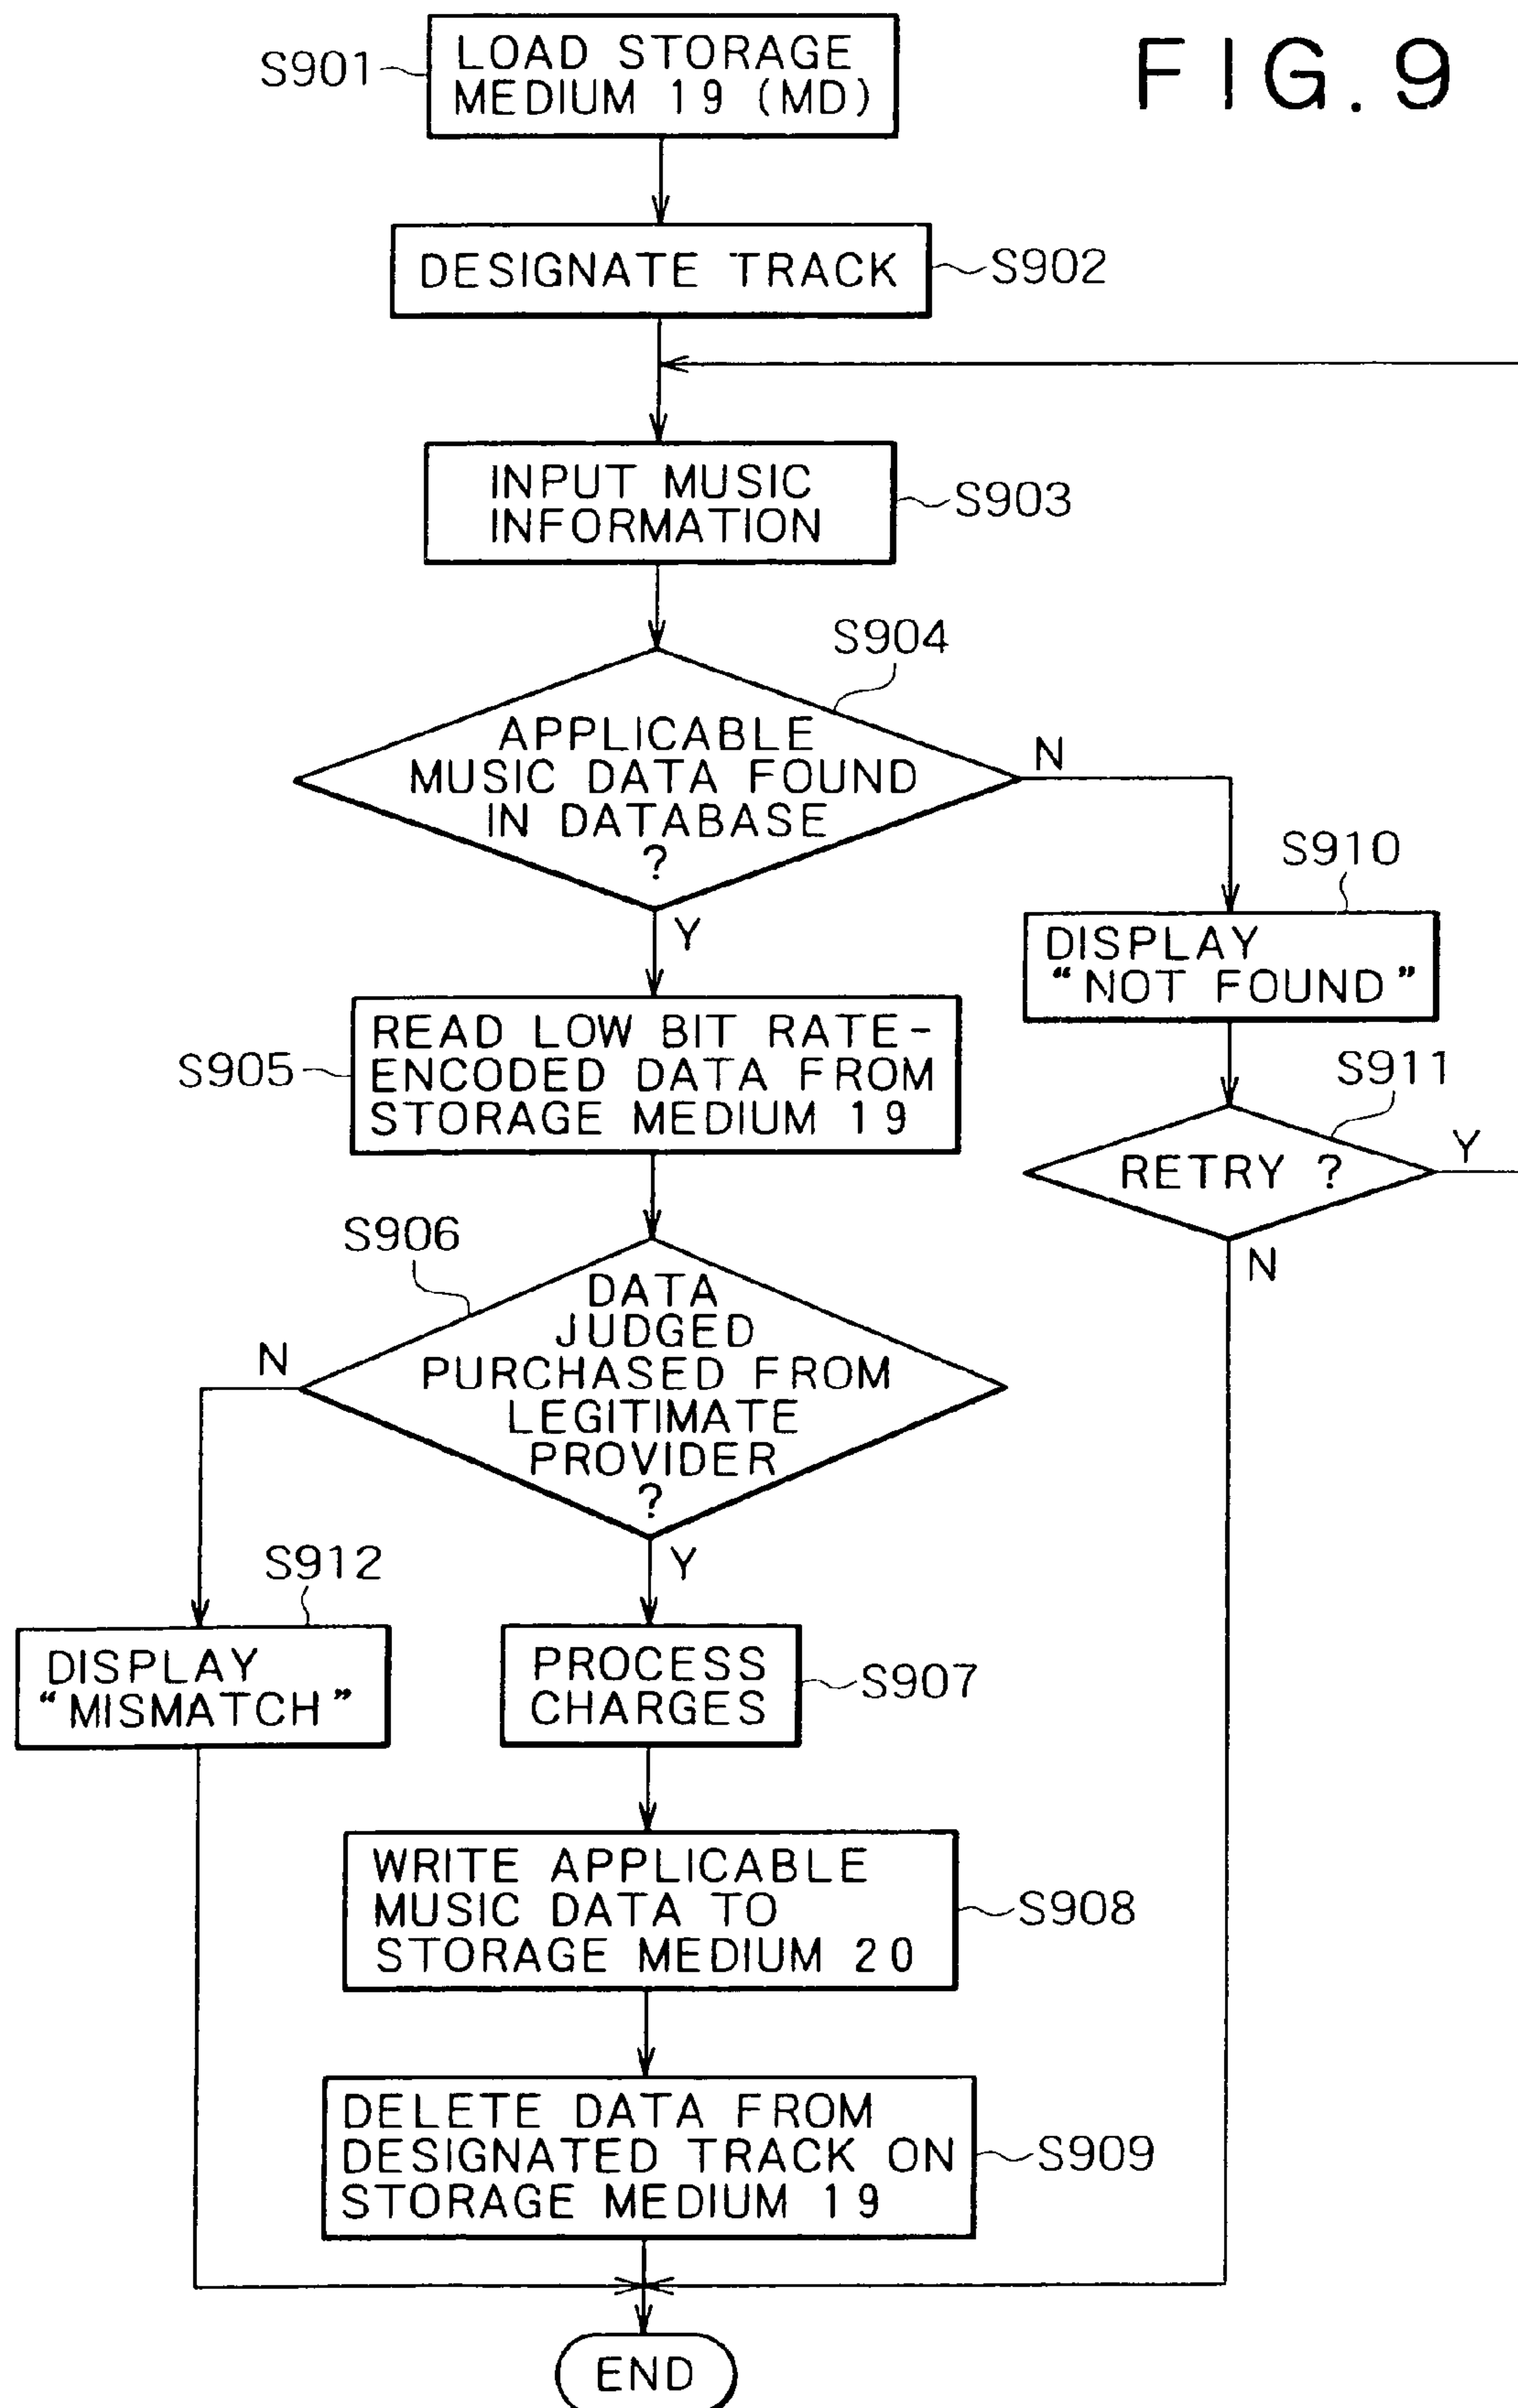 FIG. 9
S901
LOAD STORAGE
MEDIUM 19 (MD)
DESIGNATE TRACK
S902
INPUT MUSIC
INFORMATION
S903
S904
APPLICABLE
MUSIC DATA FOUND
IN DATABASE
?
N
Y
S910
DISPLAY
“NOT FOUND”
S905
READ LOW BIT RATE-
ENCODED DATA FROM
STORAGE MEDIUM 19
S911
RETRY ?
Y
N
S906
DATA
JUDGED
PURCHASED FROM
LEGITIMATE
PROVIDER
?
N
Y
S912
DISPLAY
“MISMATCH”
PROCESS
CHARGES
S907
WRITE APPLICABLE
MUSIC DATA TO
STORAGE MEDIUM 20
S908
DELETE DATA FROM
DESIGNATED TRACK ON
STORAGE MEDIUM 19
S909
END